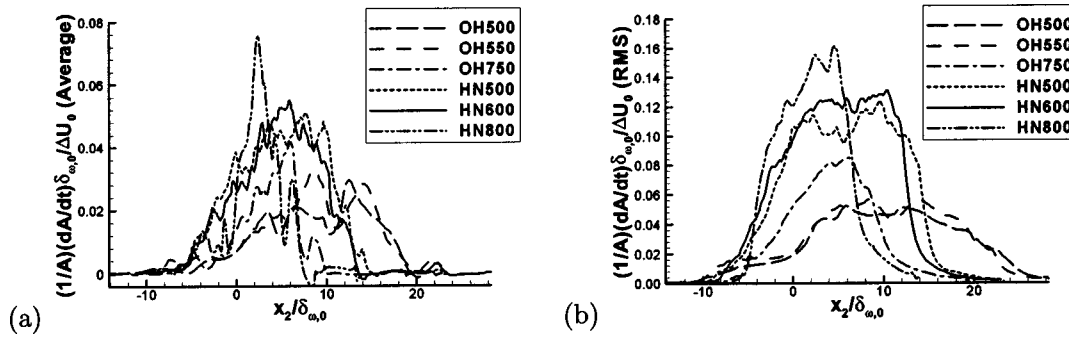 (a)
(1/A)(dA/dt)δω,0/ΔU0 (Average)
0.08
0.06
0.04
0.02
0
-10
0
10
20
x2/δω,0
OH500
OH550
OH750
HN500
HN600
HN800
(b)
(1/A)(dA/dt)δω,0/ΔU0 (RMS)
0.18
0.16
0.14
0.12
0.10
0.08
0.06
0.04
0.02
0.00
-10
0
10
20
x2/δω,0
OH500
OH550
OH750
HN500
HN600
HN800